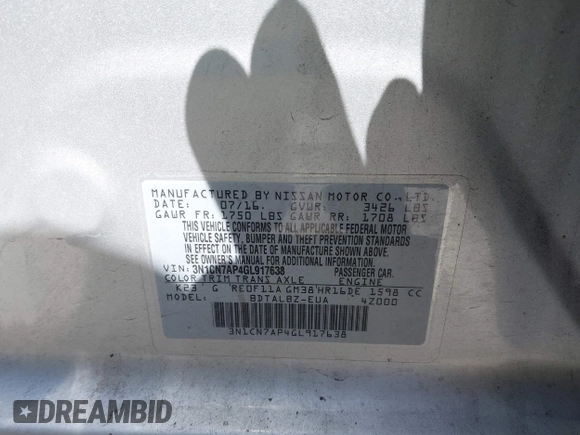 MANUFACTURED BY NISSAN MOTOR CO., LTD.
DATE: 07/16. GVWR: 3426 LBS
GAWR FR: 1750 LBS GAWR RR: 1708 LBS
THIS VEHICLE CONFORMS TO ALL APPLICABLE FEDERAL MOTOR
VEHICLE SAFETY, BUMPER AND THEFT PREVENTION STANDARDS
IN EFFECT ON THE DATE OF MANUFACTURE SHOWN ABOVE.
SEE OWNER'S MANUAL FOR ADDITIONAL INFORMATION
VIN: 3N1CN7AP4GL917638 PASSENGER CAR.
COLOR TRIM TRANS AXLE ENGINE
K23 G RE0F11A GM38 HR16DE 1598 CC
MODEL: BDTALBZ-EUA 4Z000
3N1CN7AP4GL917638
DREAMBID